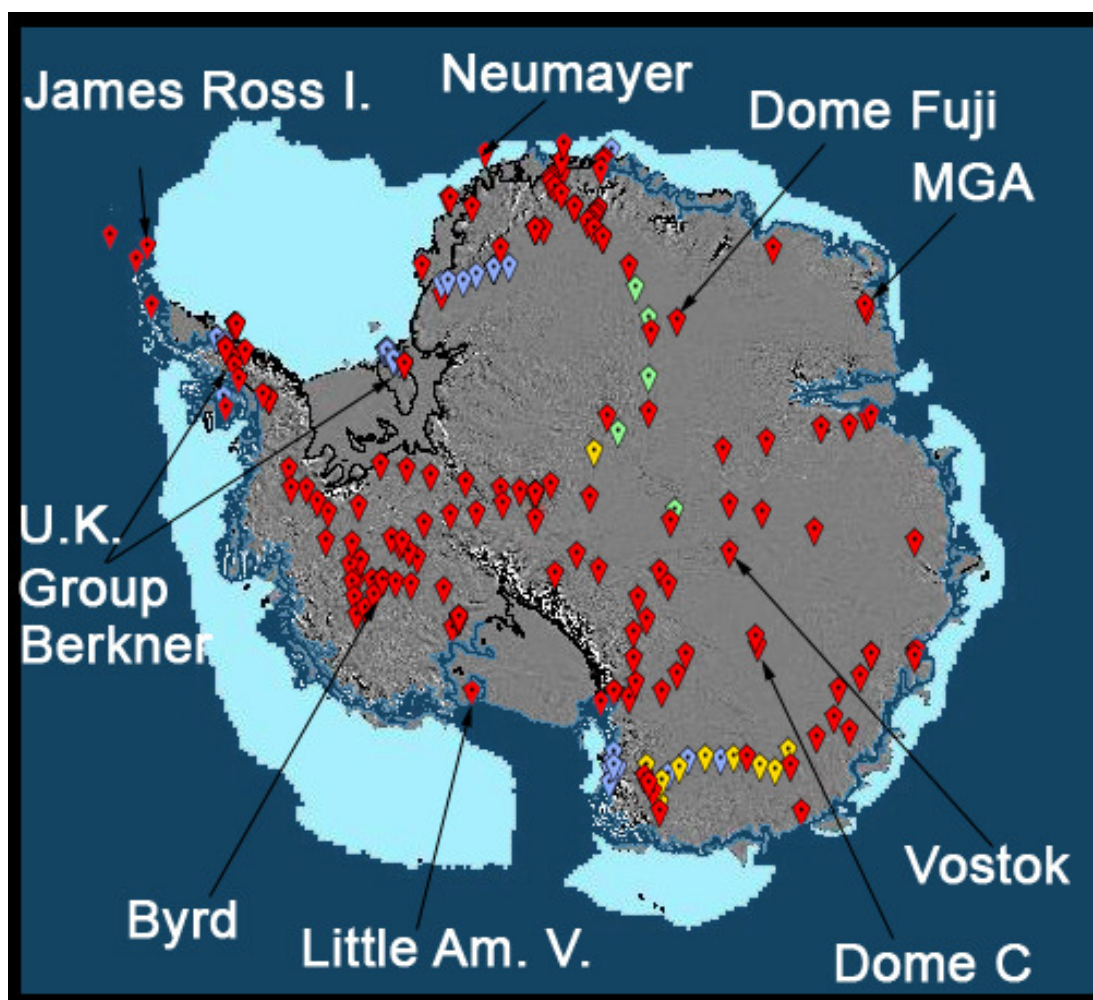 Neumayer
James Ross I.
Dome Fuji
MGA
U.K.
Group
Berkner
Vostok
Byrd
Little Am. V.
Dome C